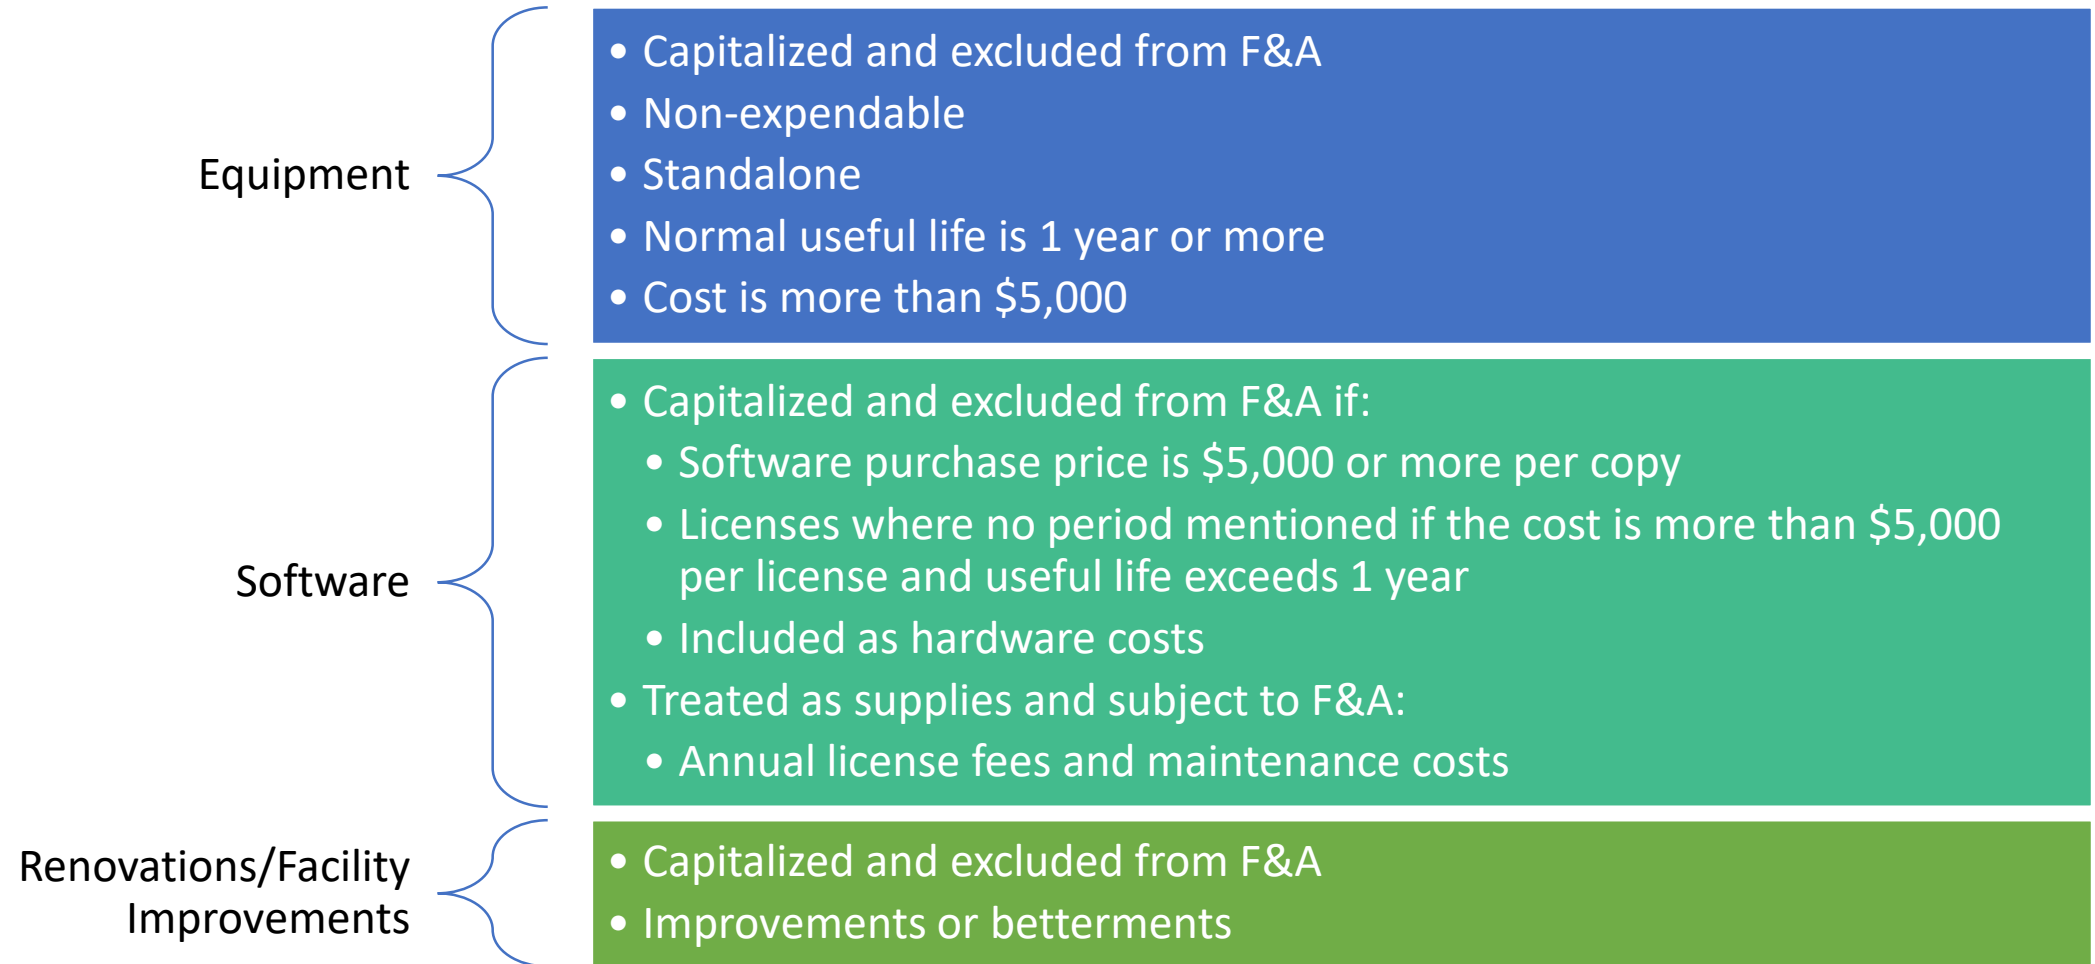 Equipment
• Capitalized and excluded from F&A
• Non-expendable
• Standalone
• Normal useful life is 1 year or more
• Cost is more than $5,000
Software
• Capitalized and excluded from F&A if:
• Software purchase price is $5,000 or more per copy
• Licenses where no period mentioned if the cost is more than $5,000
per license and useful life exceeds 1 year
• Included as hardware costs
• Treated as supplies and subject to F&A:
• Annual license fees and maintenance costs
Renovations/Facility
Improvements
• Capitalized and excluded from F&A
• Improvements or betterments